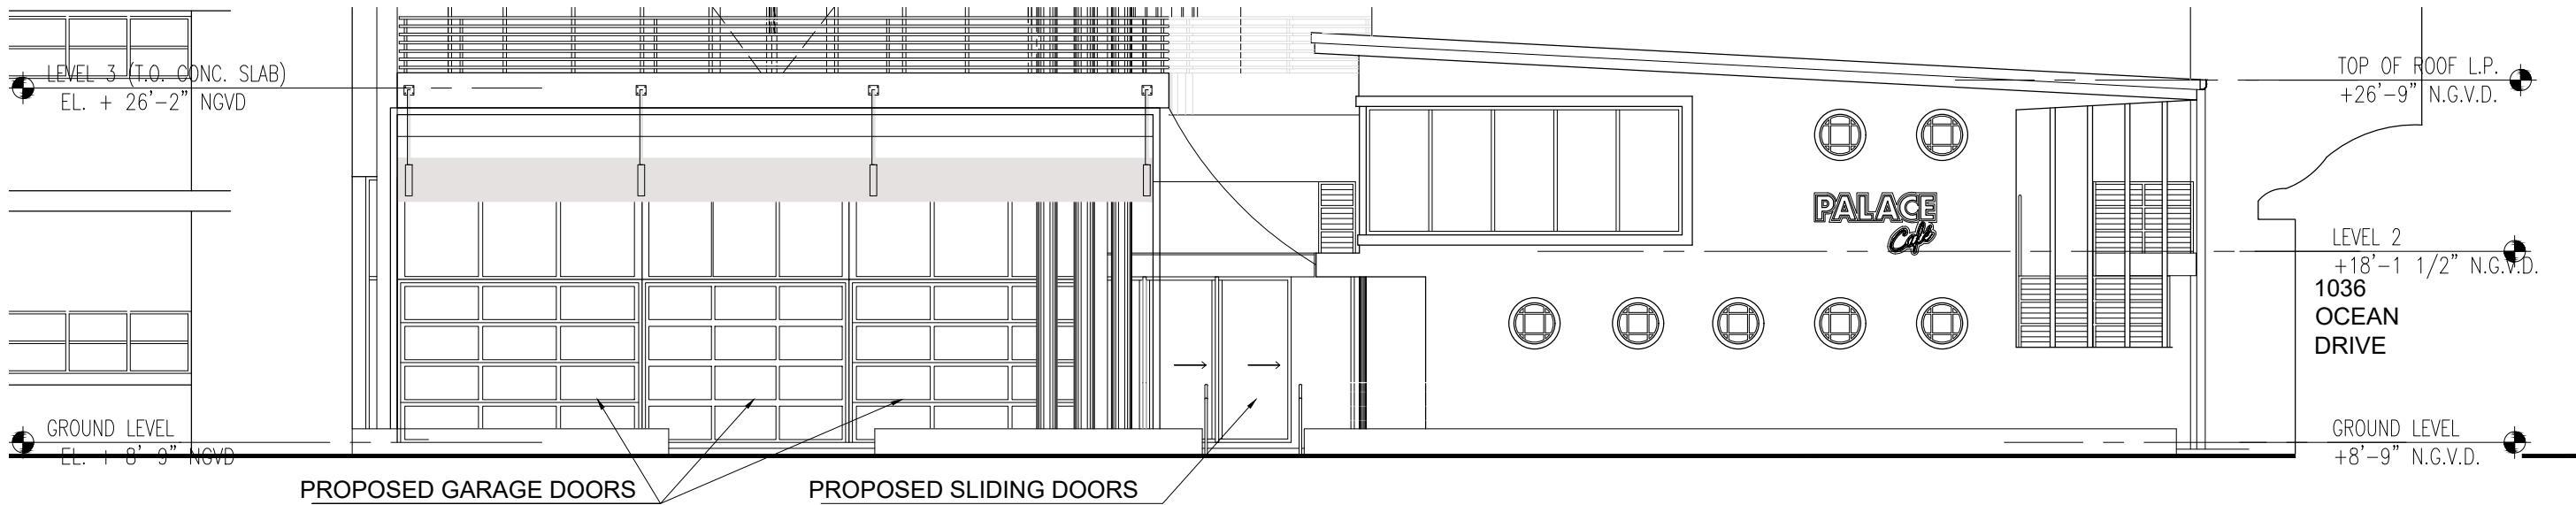 LEVEL 3 (T.O. CONC. SLAB)
EL. + 26'-2" NGVD
TOP OF ROOF L.P.
+26'-9" N.G.V.D.
PALACE
Café
LEVEL 2
+18'-1 1/2" N.G.V.D.
1036
OCEAN
DRIVE
GROUND LEVEL
EL. + 8'-9" NGVD
GROUND LEVEL
+8'-9" N.G.V.D.
PROPOSED GARAGE DOORS
PROPOSED SLIDING DOORS